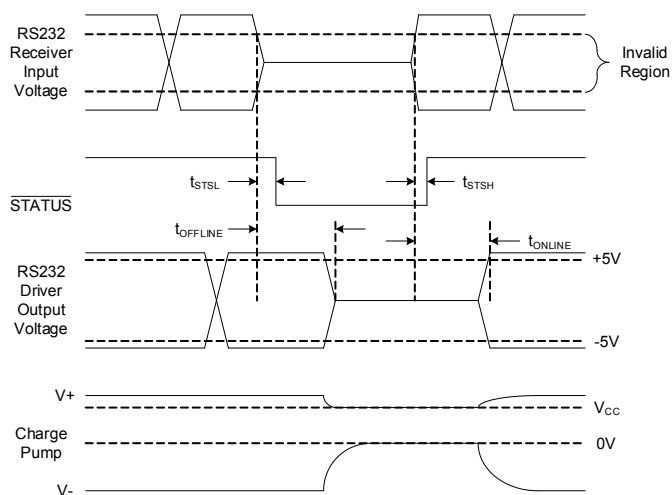 RS232
Receiver
Input
Voltage
Invalid
Region
tSTSL
tSTSH
STATUS
tOFFLINE
tONLINE
+5V
RS232
Driver
Output
Voltage
-5V
V+
VCC
Charge
Pump
0V
V-